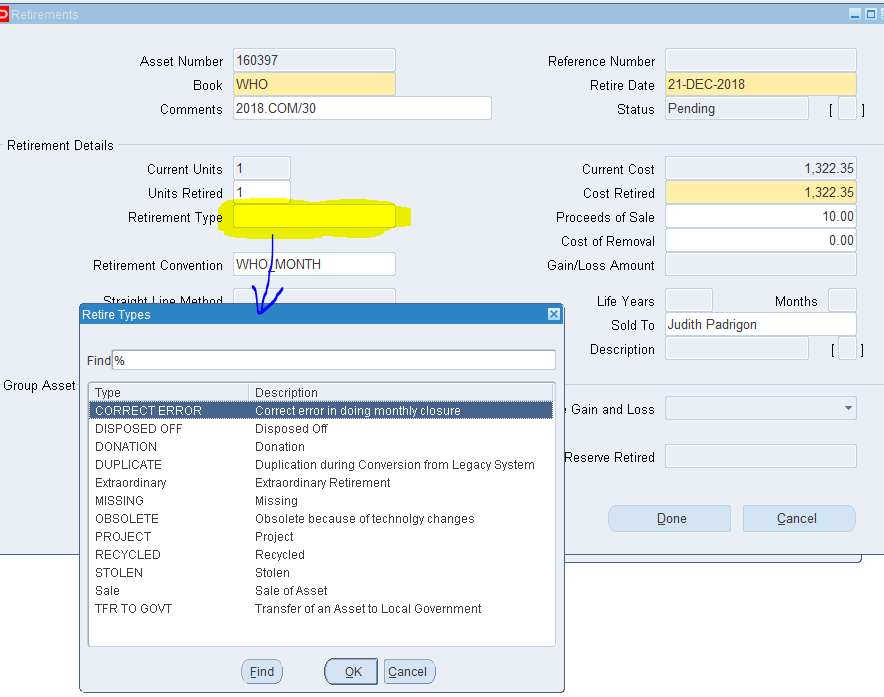 Retirements
Asset Number 160397 Reference Number
Book WHO Retire Date 21-DEC-2018
Comments 2018.COM/30 Status Pending [ ]
Retirement Details
Current Units 1 Current Cost 1,322.35
Units Retired 1 Cost Retired 1,322.35
Retirement Type Proceeds of Sale 10.00
Cost of Removal 0.00
Retirement Convention WHO_MONTH Gain/Loss Amount
Straight Line Method Life Years Months
Sold To Judith Padrigon
Description [ ]
Group Asset
Gain and Loss
Reserve Retired
Done Cancel
Retire Types
Find %
Type Description
CORRECT ERROR Correct error in doing monthly closure
DISPOSED OFF Disposed Off
DONATION Donation
DUPLICATE Duplication during Conversion from Legacy System
Extraordinary Extraordinary Retirement
MISSING Missing
OBSOLETE Obsolete because of technolgy changes
PROJECT Project
RECYCLED Recycled
STOLEN Stolen
Sale Sale of Asset
TFR TO GOVT Transfer of an Asset to Local Government
Find OK Cancel